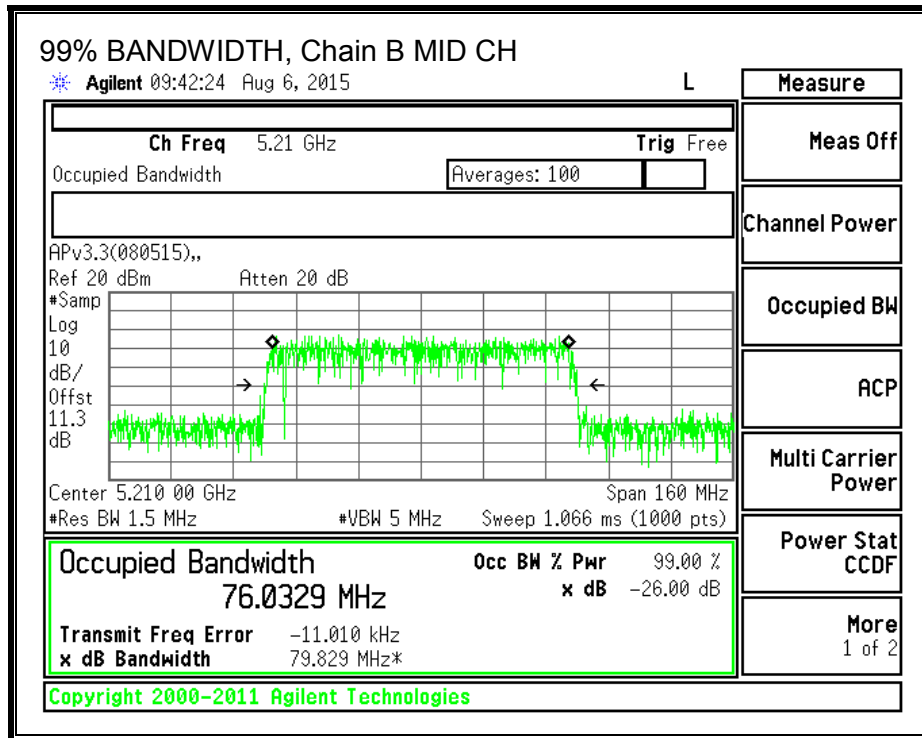 99% BANDWIDTH, Chain B MID CH
Agilent 09:42:24 Aug 6, 2015 L
Measure
Ch Freq 5.21 GHz Trig Free
Meas Off
Occupied Bandwidth Averages: 100
Channel Power
APv3.3(080515),,
Ref 20 dBm Atten 20 dB
#Samp
Log
10
dB/
Offst
11.3
dB
Occupied BW
ACP
Center 5.210 00 GHz Span 160 MHz
#Res BW 1.5 MHz #VBW 5 MHz Sweep 1.066 ms (1000 pts)
Multi Carrier
Power
Occupied Bandwidth Occ BW % Pwr 99.00 %
76.0329 MHz x dB -26.00 dB
Transmit Freq Error -11.010 kHz
x dB Bandwidth 79.829 MHz*
Power Stat
CCDF
More
1 of 2
Copyright 2000-2011 Agilent Technologies